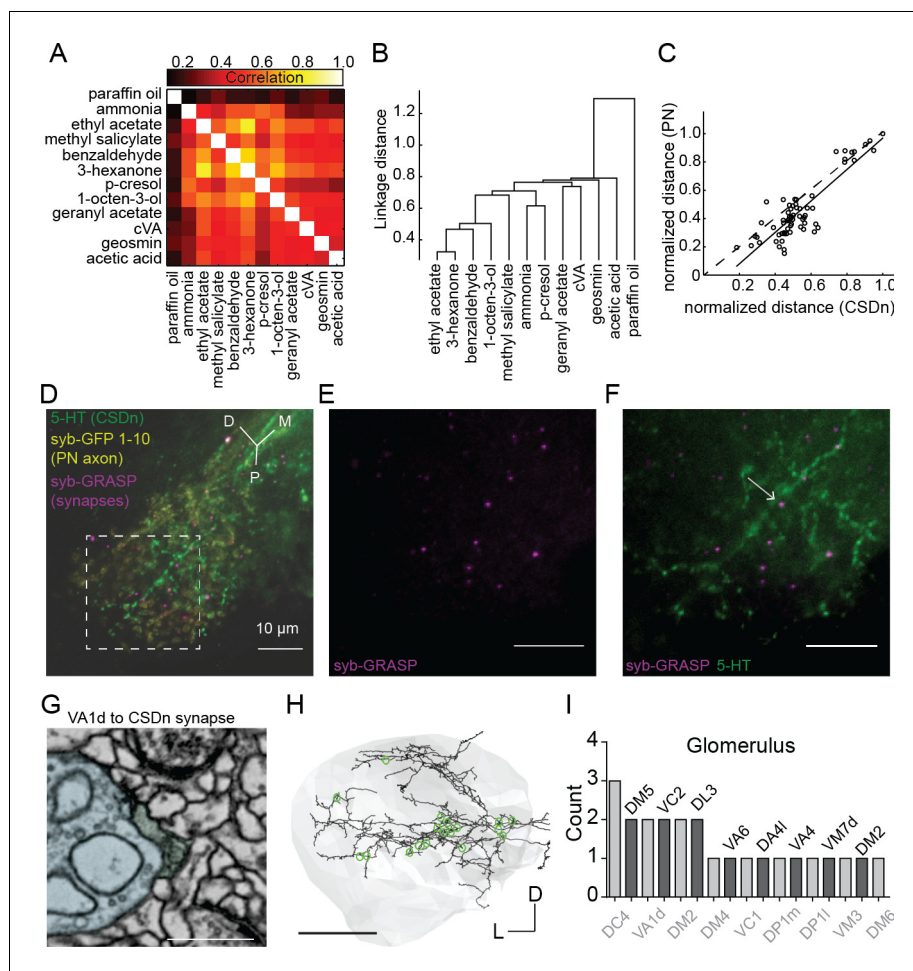 A
0.2 0.4 0.6 0.8 1.0
Correlation
paraffin oil
ammonia
ethyl acetate
methyl salicylate
benzaldehyde
3-hexanone
p-cresol
1-octen-3-ol
geranyl acetate
cVA
geosmin
acetic acid
paraffin oil
ammonia
ethyl acetate
methyl salicylate
benzaldehyde
3-hexanone
p-cresol
1-octen-3-ol
geranyl acetate
cVA
geosmin
acetic acid
B
Linkage distance
1.2
1.0
0.8
0.6
0.4
ethyl acetate
3-hexanone
benzaldehyde
1-octen-3-ol
methyl salicylate
ammonia
p-cresol
geranyl acetate
cVA
geosmin
acetic acid
paraffin oil
C
normalized distance (PN)
1.0
0.8
0.6
0.4
0.2
0
0 0.2 0.4 0.6 0.8 1.0
normalized distance (CSDn)
D
5-HT (CSDn)
syb-GFP 1-10
(PN axon)
syb-GRASP
(synapses)
D
M
P
10 µm
E
syb-GRASP
F
syb-GRASP 5-HT
G
VA1d to CSDn synapse
H
D
L
I
Glomerulus
Count
4
3
2
1
0
DM5
VC2
DL3
VA6
DA4l
VA4
VM7d
DM2
DC4
VA1d
DM2
DM4
VC1
DP1m
DP1l
VM3
DM6